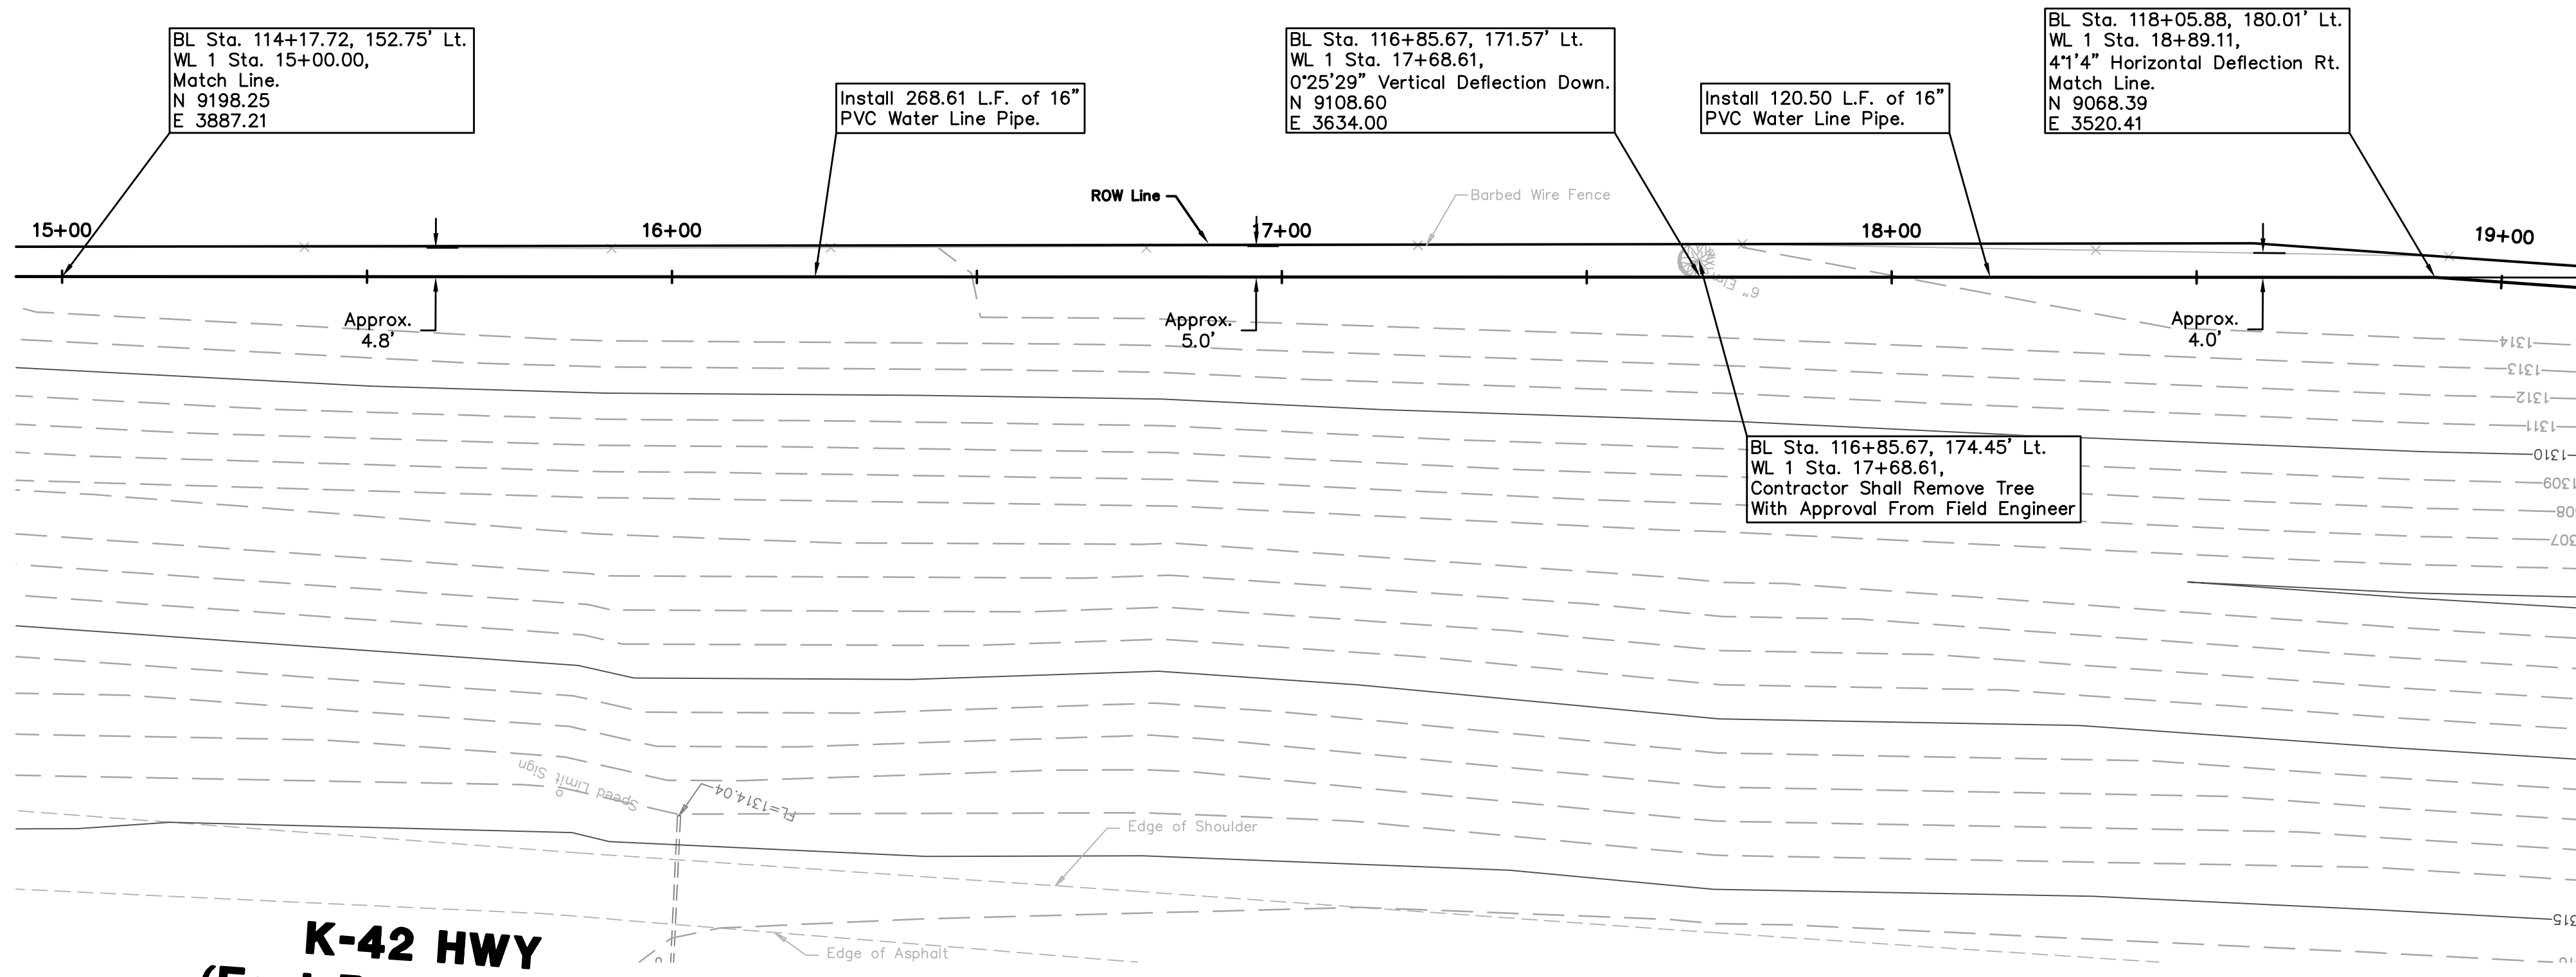 BL Sta. 114+17.72, 152.75' Lt.
WL 1 Sta. 15+00.00,
Match Line.
N 9198.25
E 3887.21
Install 268.61 L.F. of 16"
PVC Water Line Pipe.
BL Sta. 116+85.67, 171.57' Lt.
WL 1 Sta. 17+68.61,
0°25'29" Vertical Deflection Down.
N 9108.60
E 3634.00
Install 120.50 L.F. of 16"
PVC Water Line Pipe.
BL Sta. 118+05.88, 180.01' Lt.
WL 1 Sta. 18+89.11,
4°1'4" Horizontal Deflection Rt.
Match Line.
N 9068.39
E 3520.41
ROW Line
Barbed Wire Fence
15+00
16+00
17+00
18+00
19+00
6" Elm
Approx.
4.8'
Approx.
5.0'
Approx.
4.0'
1314
1313
1312
1311
1310
1309
BL Sta. 116+85.67, 174.45' Lt.
WL 1 Sta. 17+68.61,
Contractor Shall Remove Tree
With Approval From Field Engineer
Speed Limit Sign
FL=1314.04
Edge of Shoulder
Edge of Asphalt
K-42 HWY